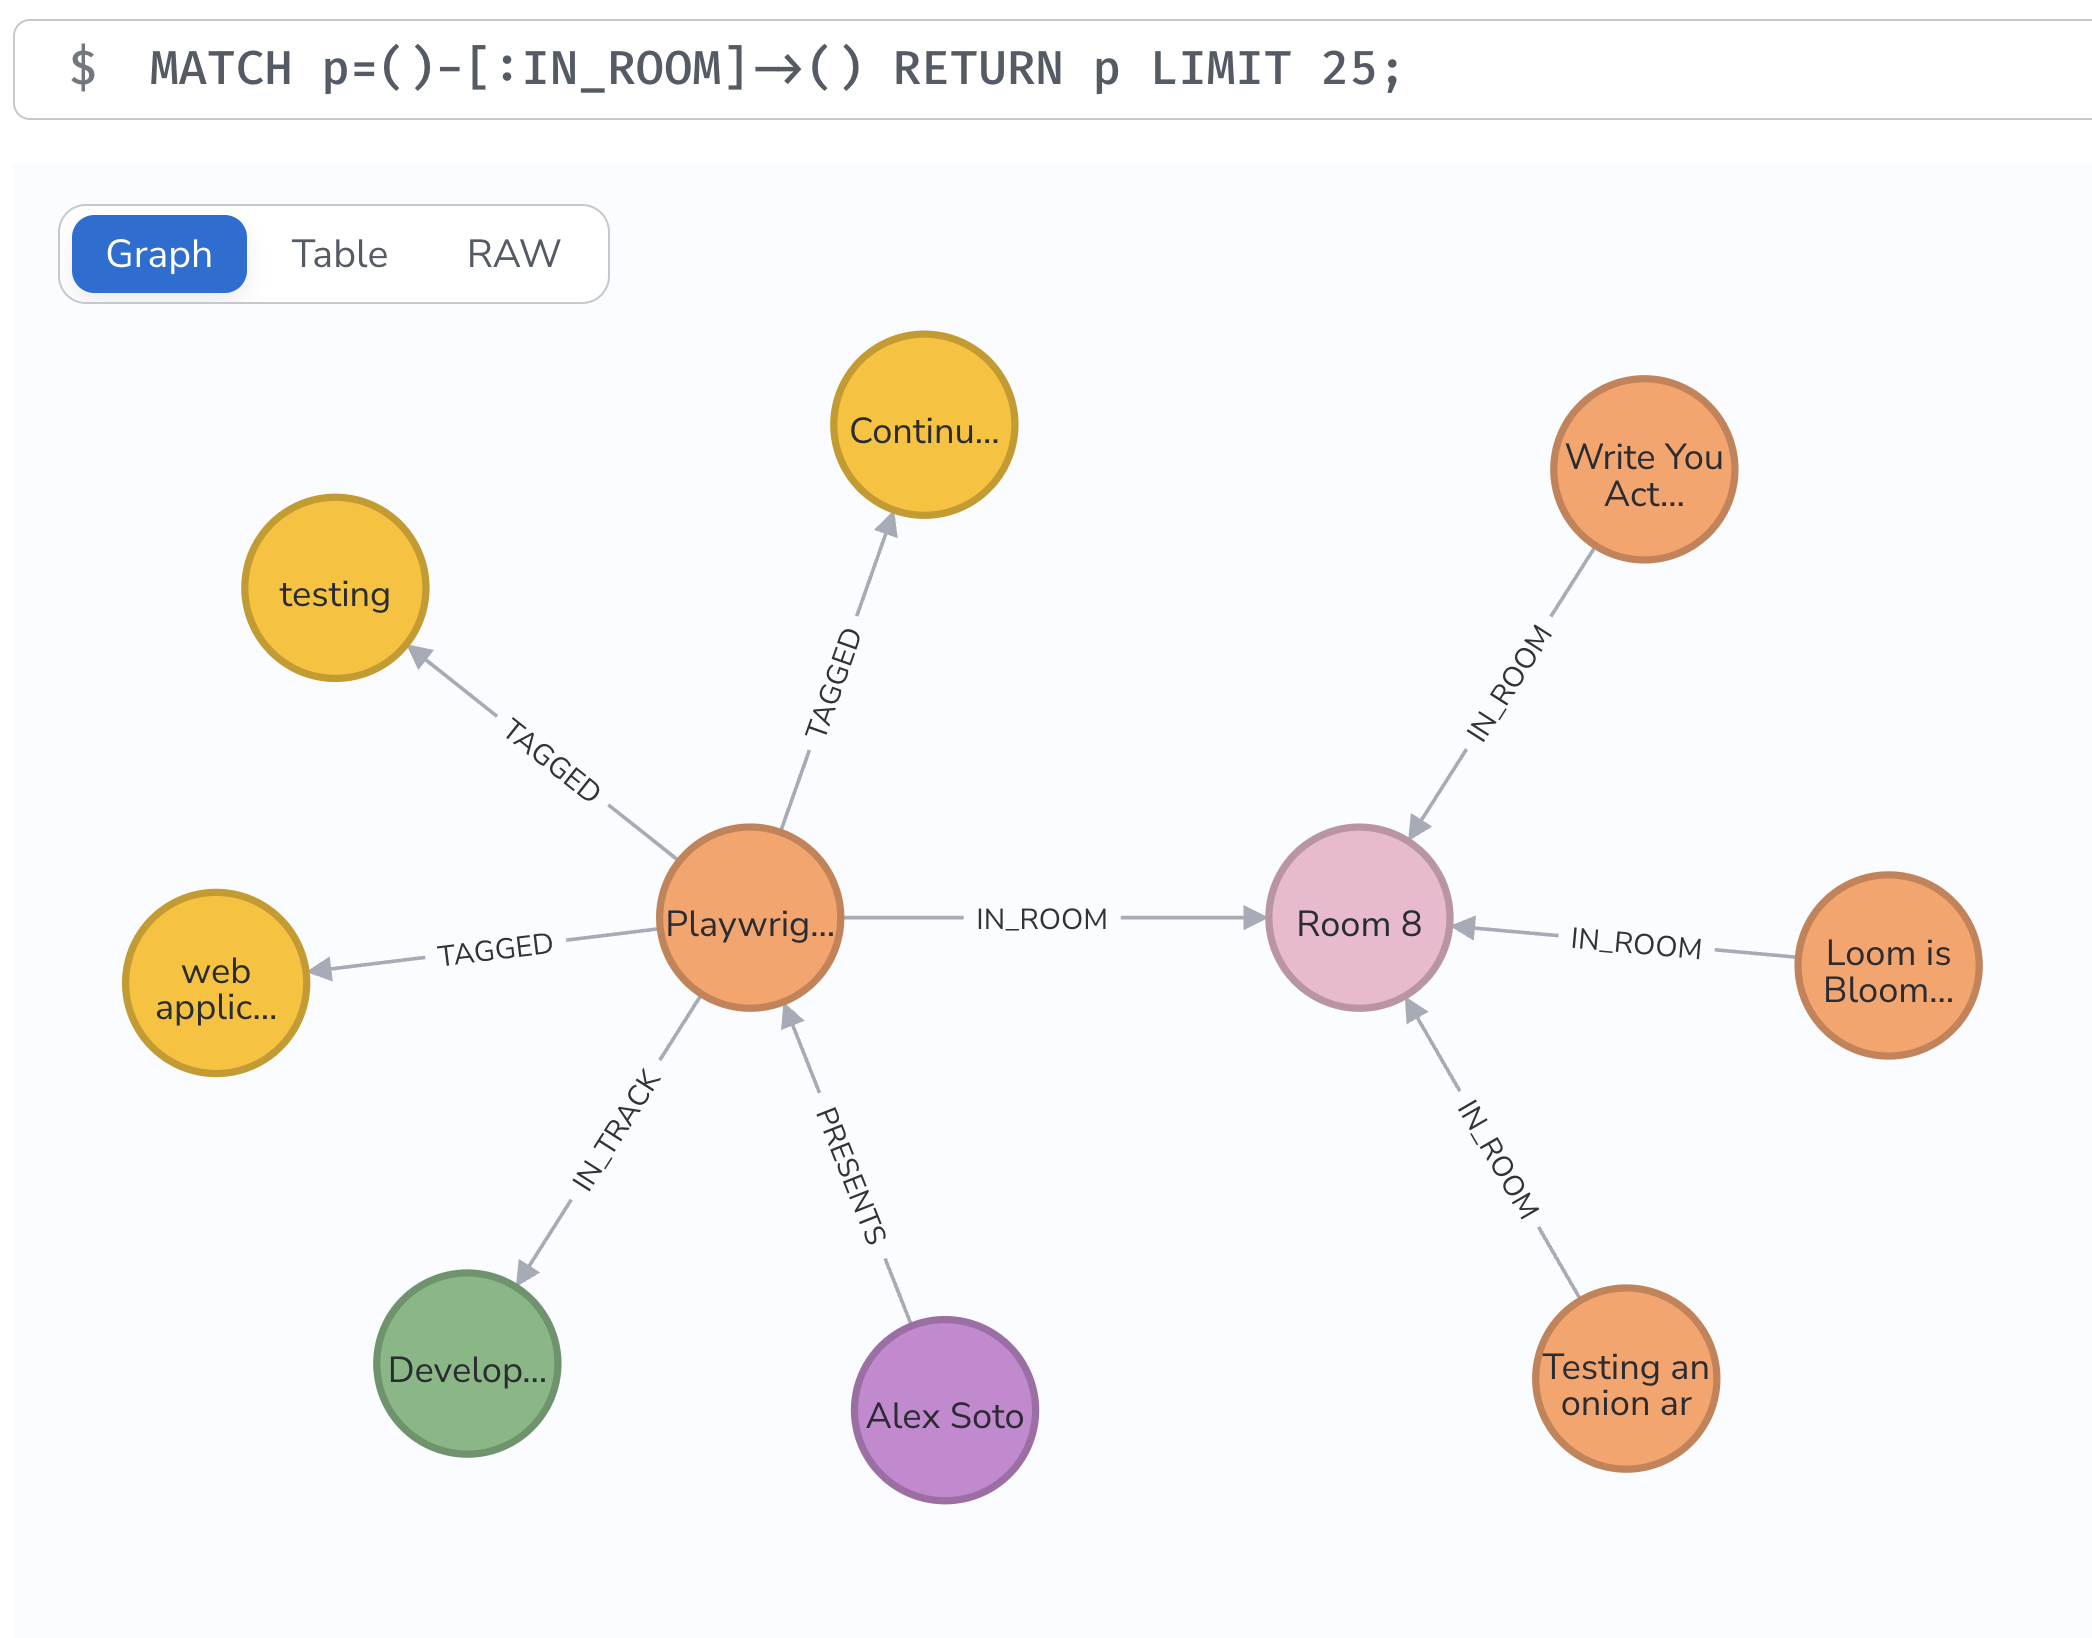 $ MATCH p=()-[:IN_ROOM]->() RETURN p LIMIT 25;
Graph Table RAW
Continu...
Write You
Act...
testing
TAGGED
IN_ROOM
TAGGED
Playwrig...
IN_ROOM
Room 8
TAGGED
IN_ROOM
Loom is
Bloom...
web
applic...
IN_TRACK
PRESENTS
IN_ROOM
Develop...
Alex Soto
Testing an
onion ar